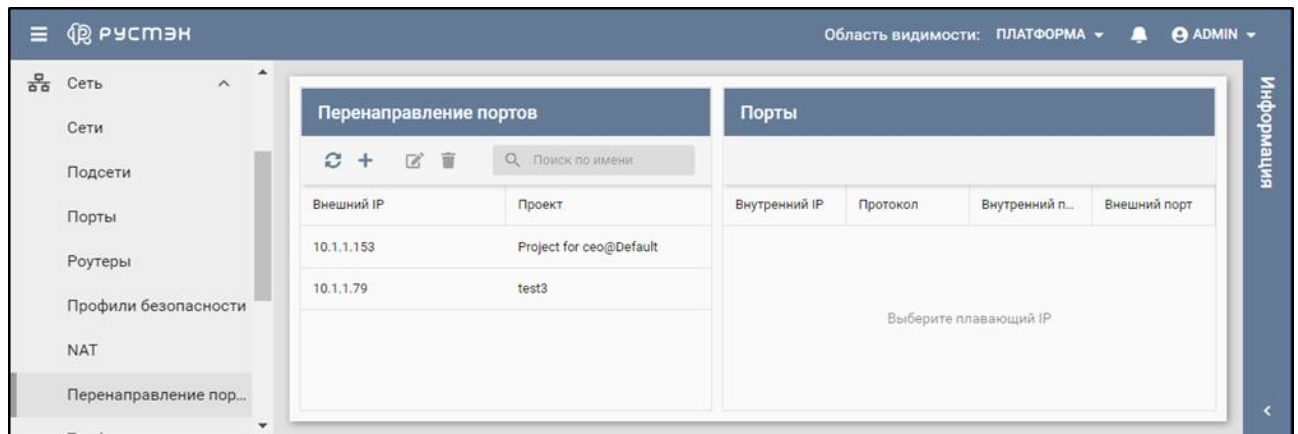 РУСТЭК
Область видимости: ПЛАТФОРМА
ADMIN
Сеть
Сети
Подсети
Порты
Роутеры
Профили безопасности
NAT
Перенаправление пор...
Перенаправление портов
Поиск по имени
Внешний IP Проект
10.1.1.153 Project for ceo@Default
10.1.1.79 test3
Порты
Внутренний IP Протокол Внутренний п... Внешний порт
Выберите плавающий IP
Информация